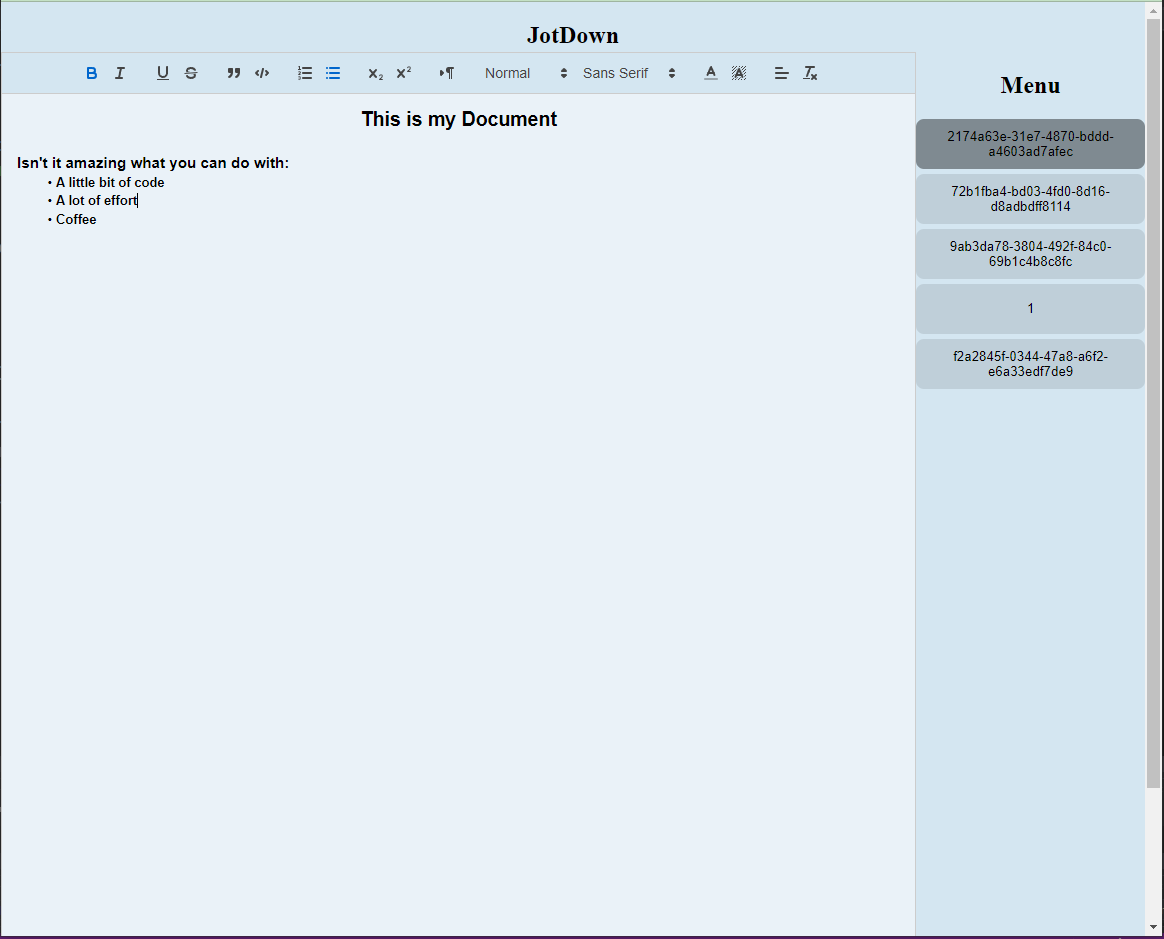 JotDown
B I U S Normal Sans Serif A A
Menu
This is my Document
Isn't it amazing what you can do with:
• A little bit of code
• A lot of effort
• Coffee
2174a63e-31e7-4870-bddd-
a4603ad7afec
72b1fba4-bd03-4fd0-8d16-
d8adbdff8114
9ab3da78-3804-492f-84c0-
69b1c4b8c8fc
1
f2a2845f-0344-47a8-a6f2-
e6a33edf7de9